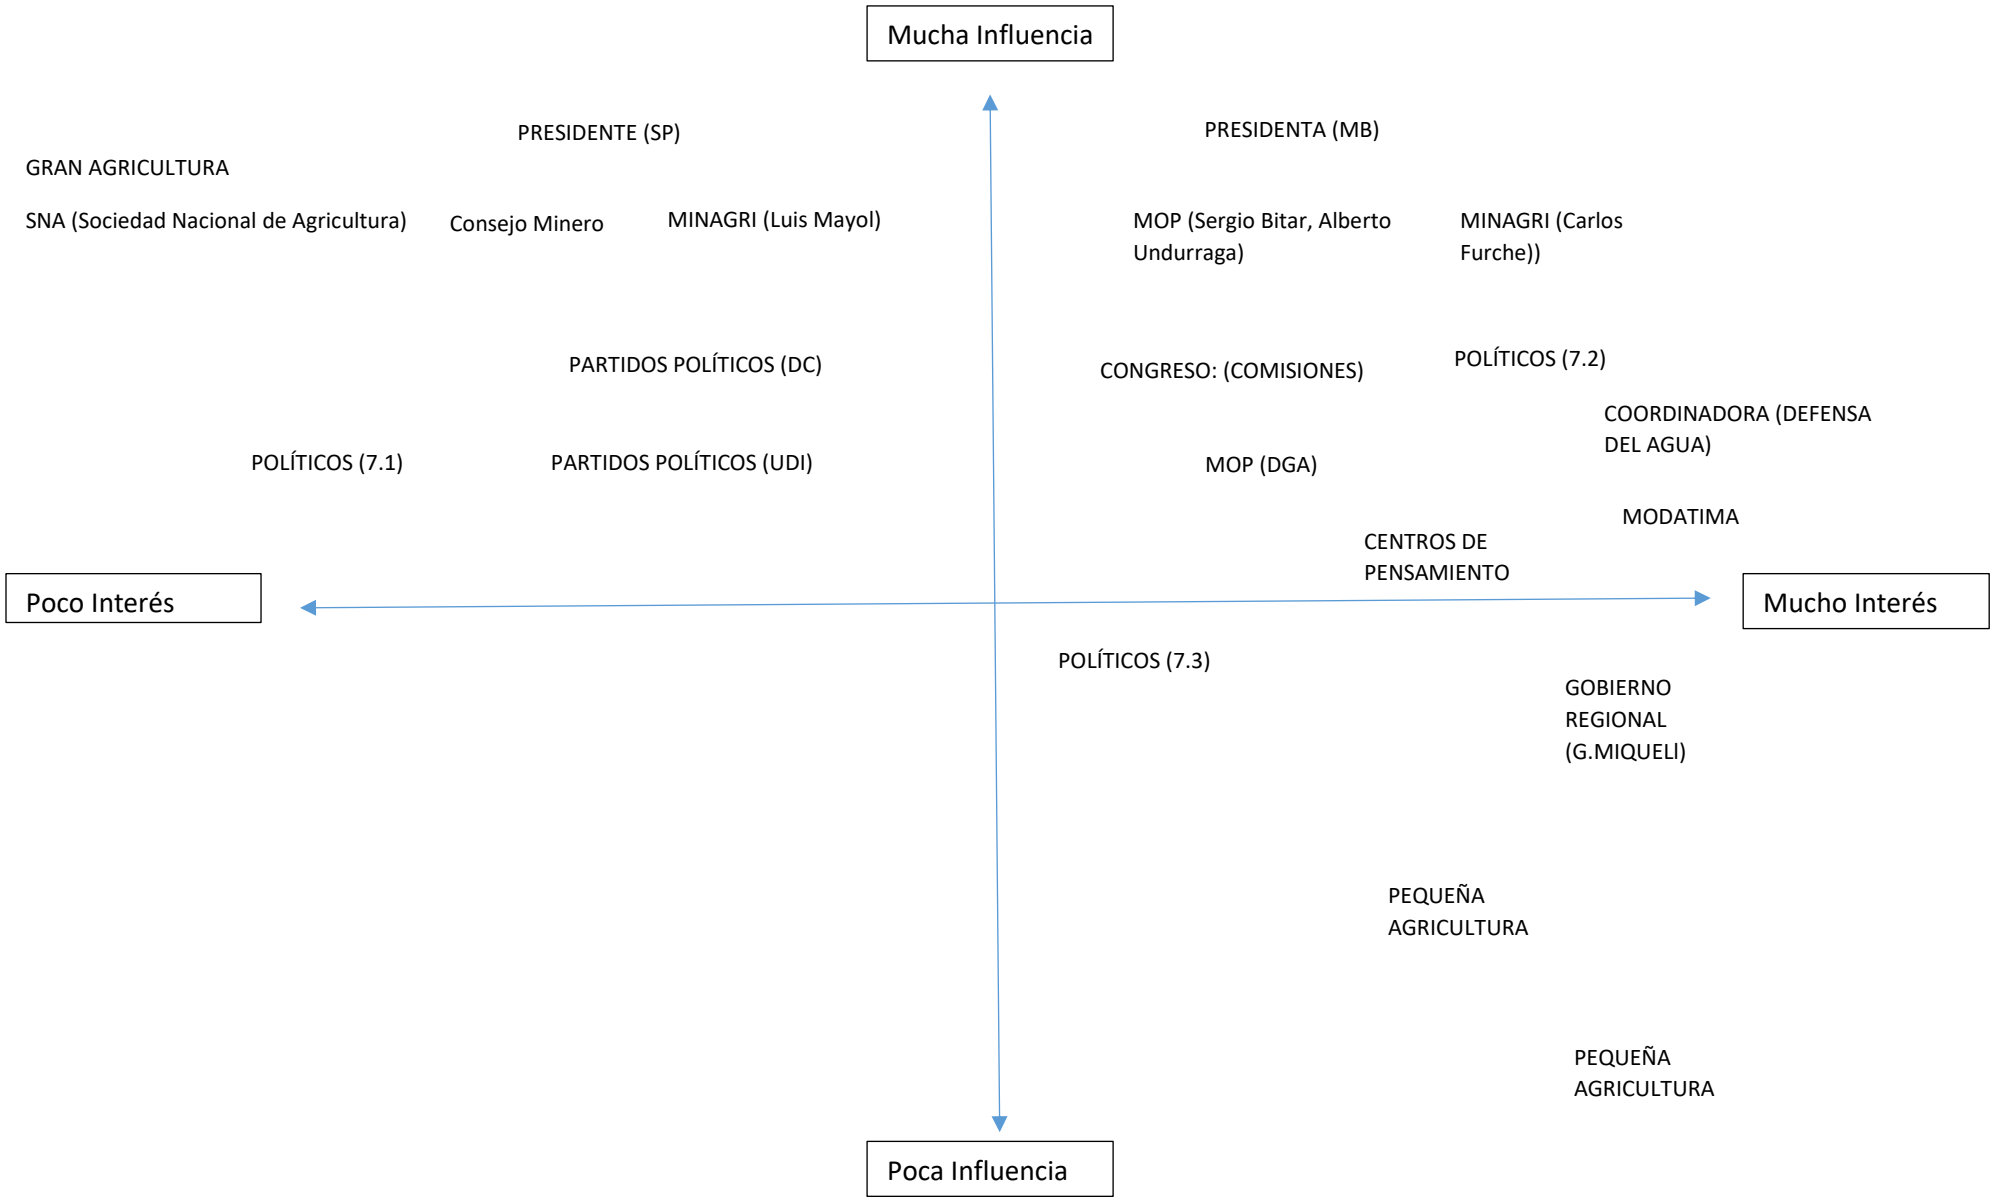 Mucha Influencia
PRESIDENTE (SP)
PRESIDENTA (MB)
GRAN AGRICULTURA
SNA (Sociedad Nacional de Agricultura)
Consejo Minero
MINAGRI (Luis Mayol)
MOP (Sergio Bitar, Alberto
Undurraga)
MINAGRI (Carlos
Furche))
PARTIDOS POLÍTICOS (DC)
CONGRESO: (COMISIONES)
POLÍTICOS (7.2)
COORDINADORA (DEFENSA
DEL AGUA)
POLÍTICOS (7.1)
PARTIDOS POLÍTICOS (UDI)
MOP (DGA)
MODATIMA
CENTROS DE
PENSAMIENTO
Poco Interés
Mucho Interés
POLÍTICOS (7.3)
GOBIERNO
REGIONAL
(G.MIQUEl)
PEQUEÑA
AGRICULTURA
PEQUEÑA
AGRICULTURA
Poca Influencia